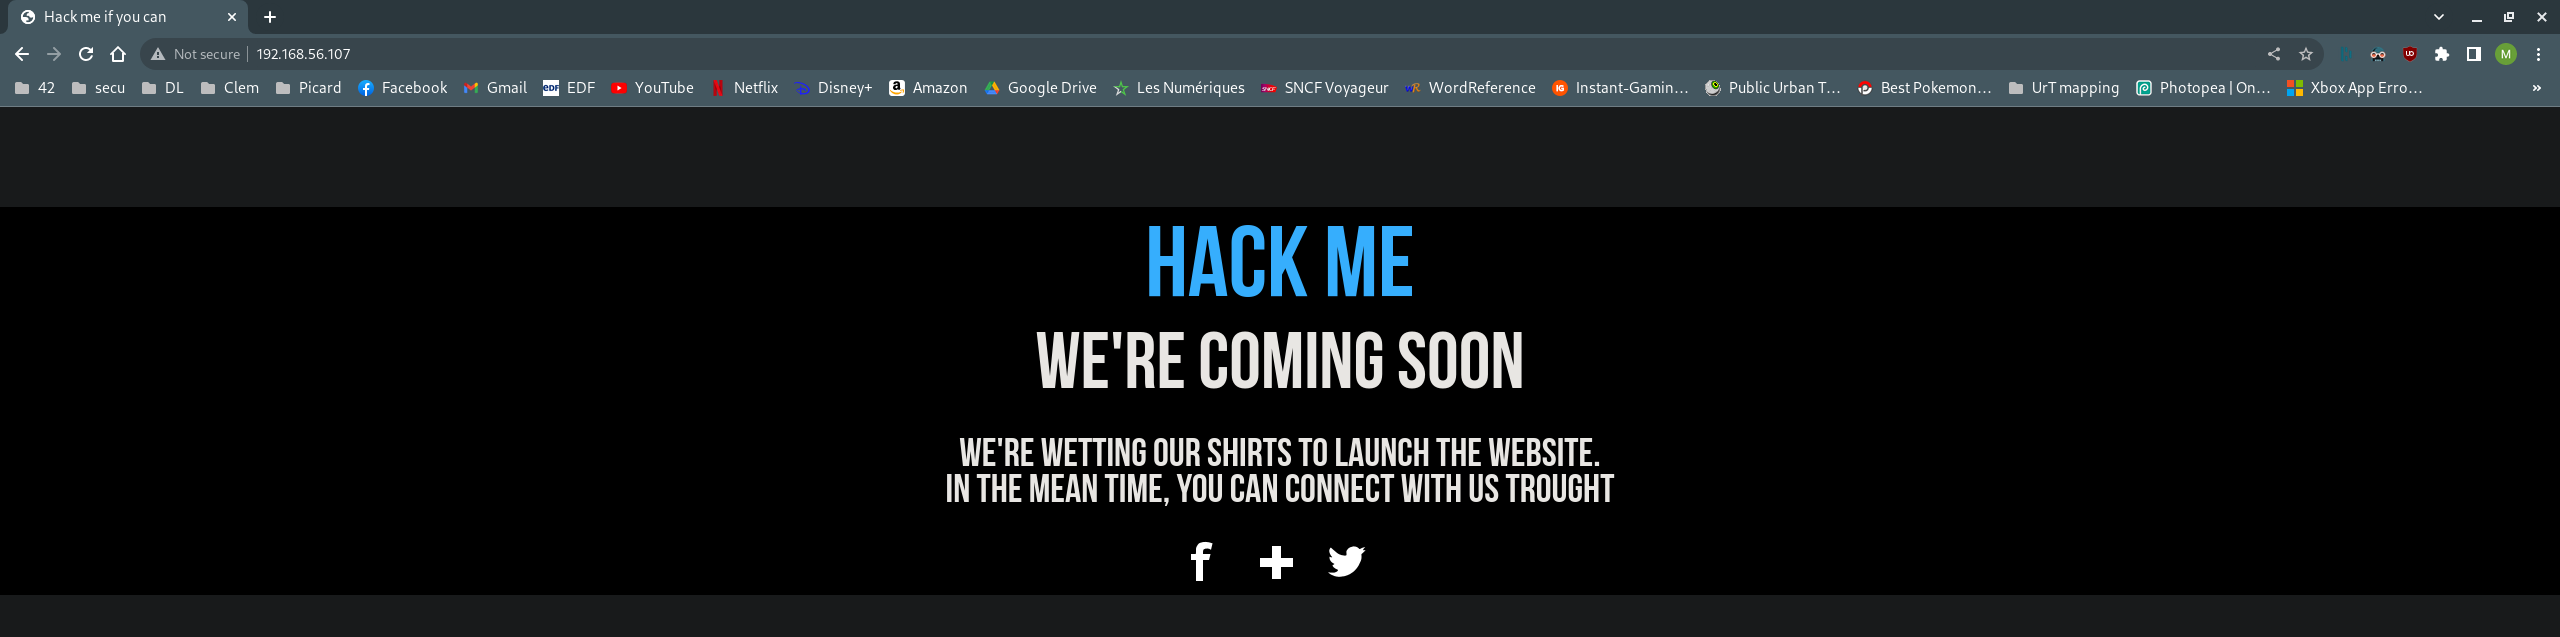 Hack me if you can
Not secure 192.168.56.107
42 secu DL Clem Picard Facebook Gmail EDF YouTube Netflix Disney+ Amazon Google Drive Les Numériques SNCF Voyageur WordReference Instant-Gamin... Public Urban T... Best Pokemon... UrT mapping Photopea | On... Xbox App Erro... »
HACK ME
WE'RE COMING SOON
WE'RE WETTING OUR SHIRTS TO LAUNCH THE WEBSITE.
IN THE MEAN TIME, YOU CAN CONNECT WITH US TROUGHT